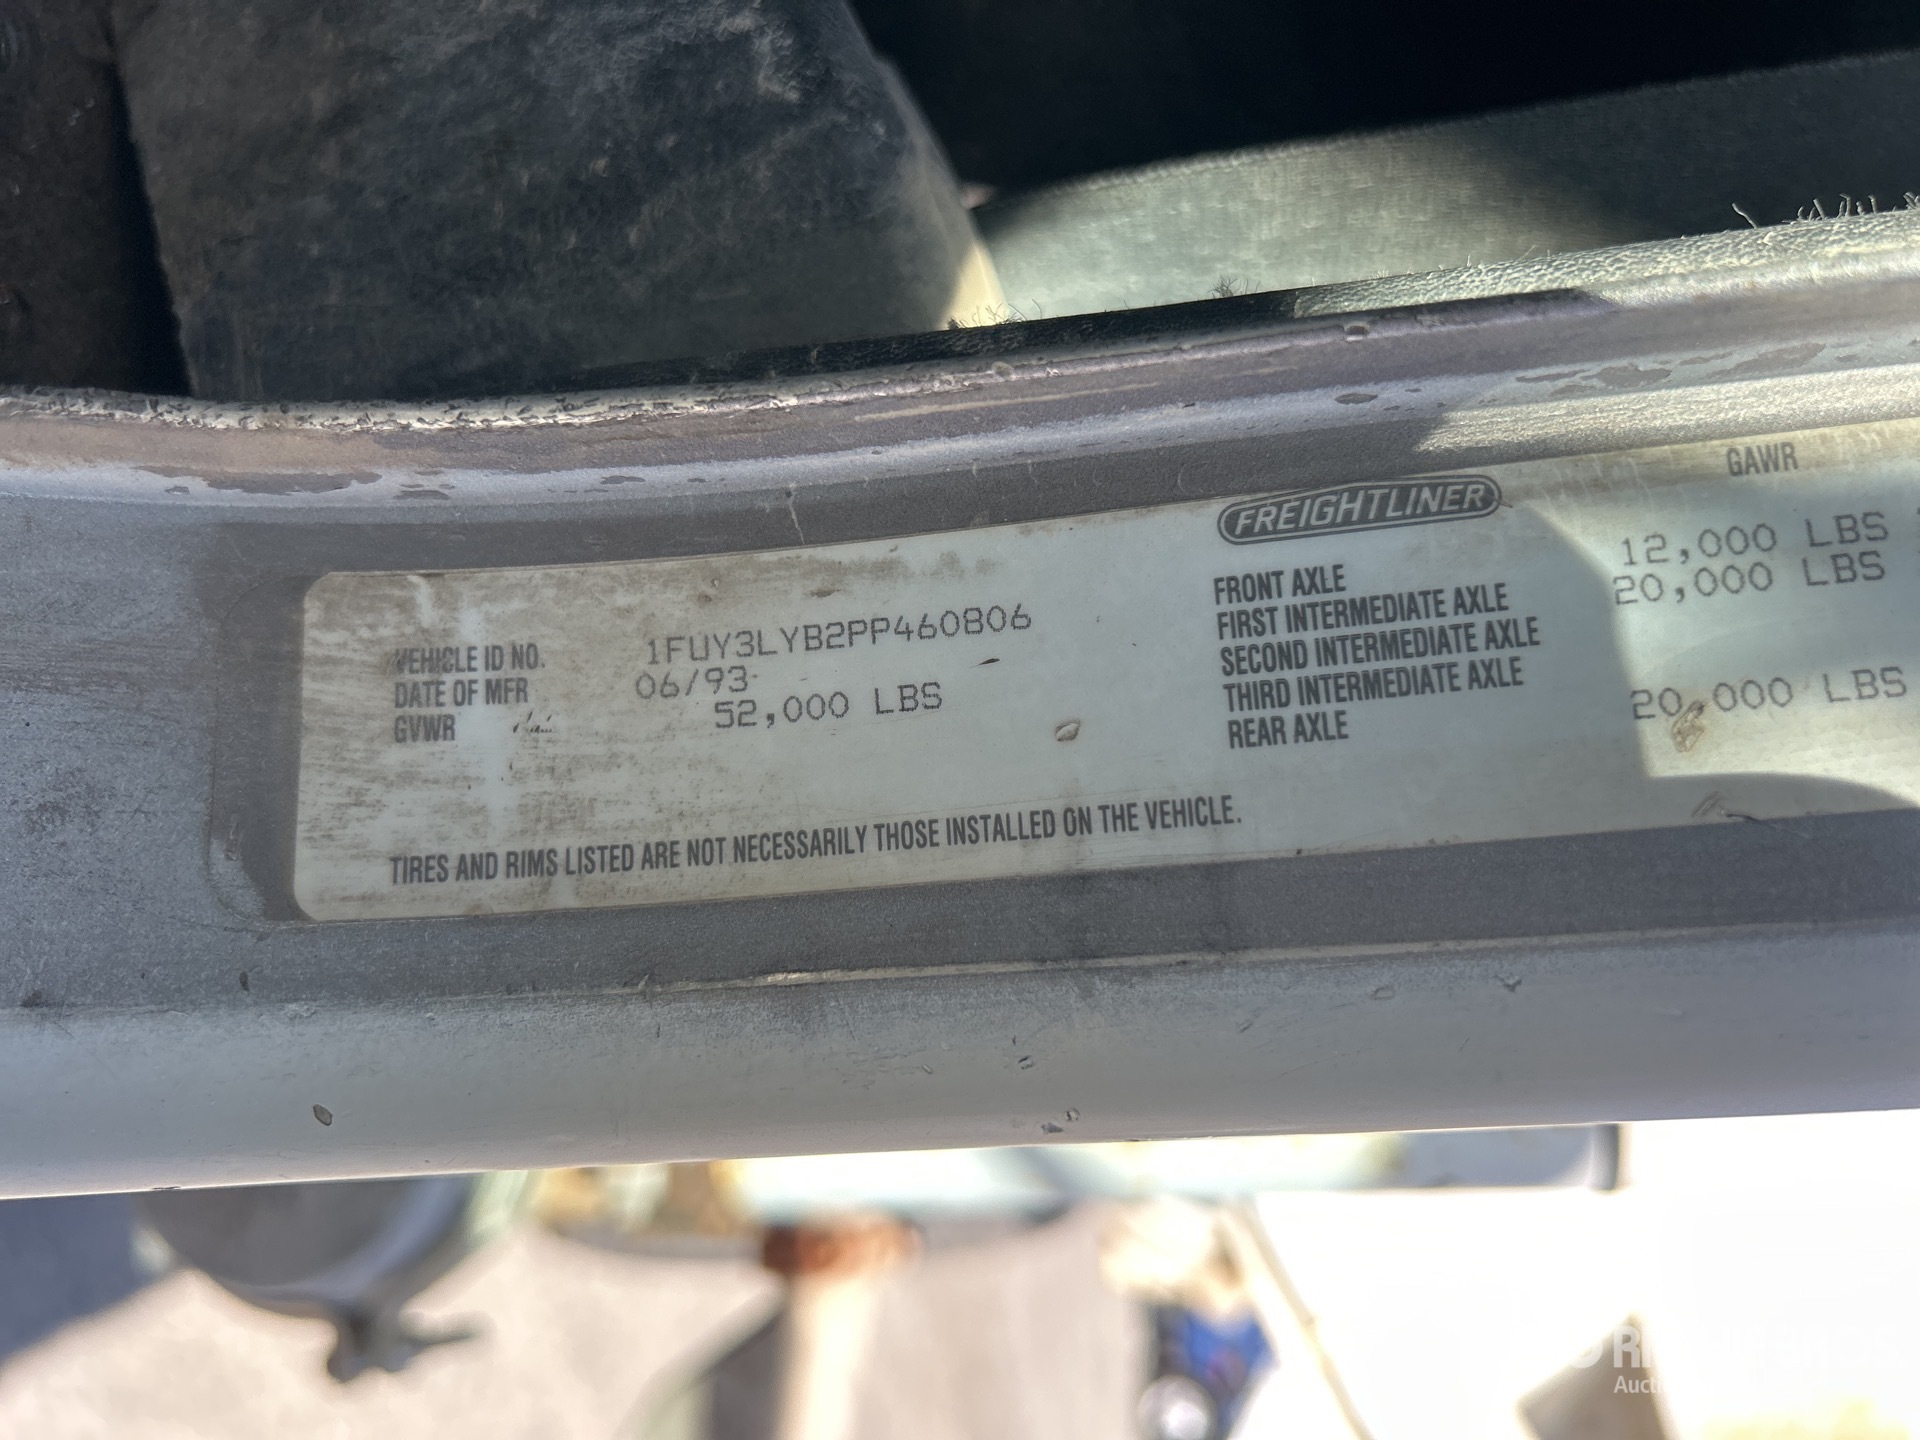 FREIGHTLINER
GAWR
VEHICLE ID NO. 1FUY3LYB2PP460806
DATE OF MFR 06/93
GVWR 52,000 LBS
FRONT AXLE 12,000 LBS
FIRST INTERMEDIATE AXLE 20,000 LBS
SECOND INTERMEDIATE AXLE
THIRD INTERMEDIATE AXLE
REAR AXLE 20,000 LBS
TIRES AND RIMS LISTED ARE NOT NECESSARILY THOSE INSTALLED ON THE VEHICLE.